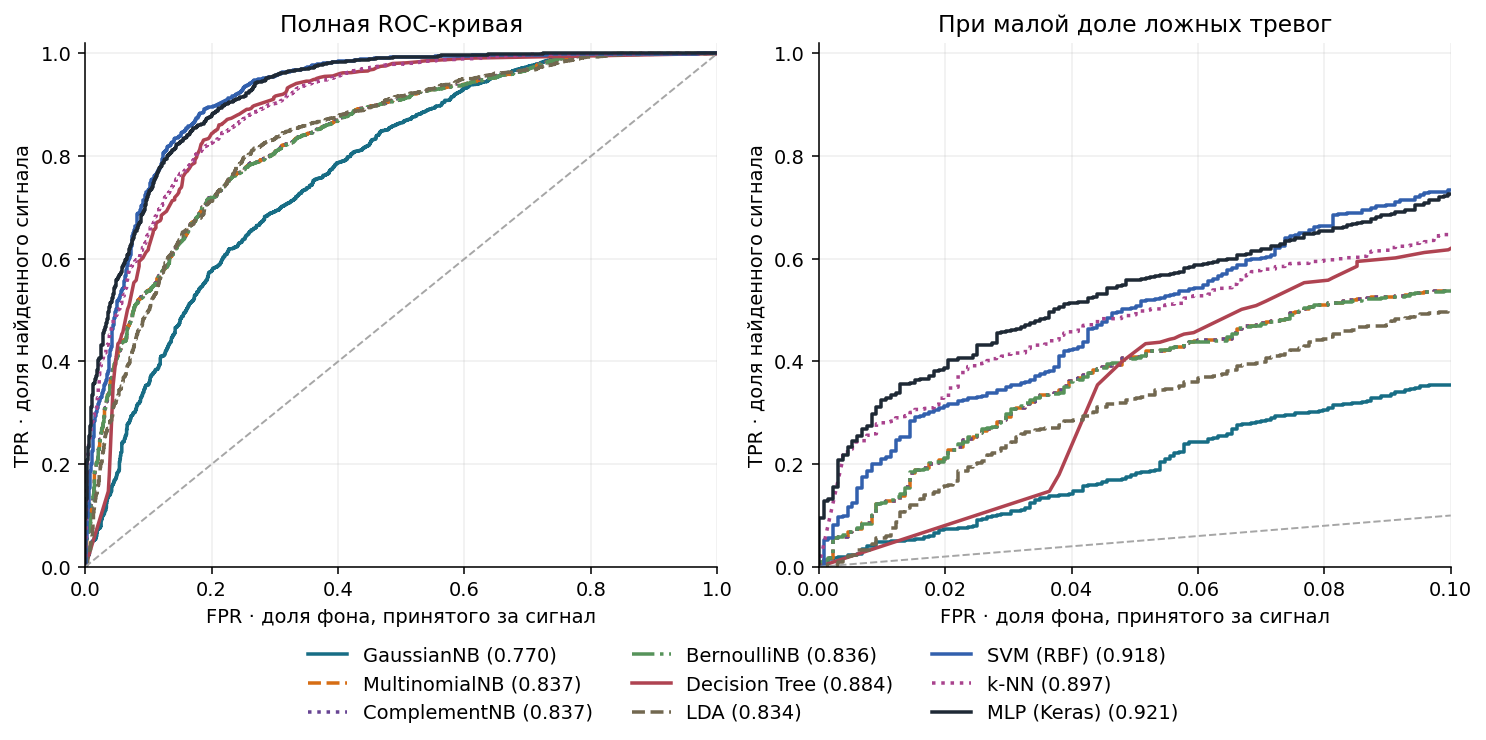 Полная ROC-кривая
При малой доле ложных тревог
TPR · доля найденного сигнала
1.0
0.8
0.6
0.4
0.2
0.0
0.0 0.2 0.4 0.6 0.8 1.0
FPR · доля фона, принятого за сигнал
TPR · доля найденного сигнала
1.0
0.8
0.6
0.4
0.2
0.0
0.00 0.02 0.04 0.06 0.08 0.10
FPR · доля фона, принятого за сигнал
GaussianNB (0.770)
MultinomialNB (0.837)
ComplementNB (0.837)
BernoulliNB (0.836)
Decision Tree (0.884)
LDA (0.834)
SVM (RBF) (0.918)
k-NN (0.897)
MLP (Keras) (0.921)